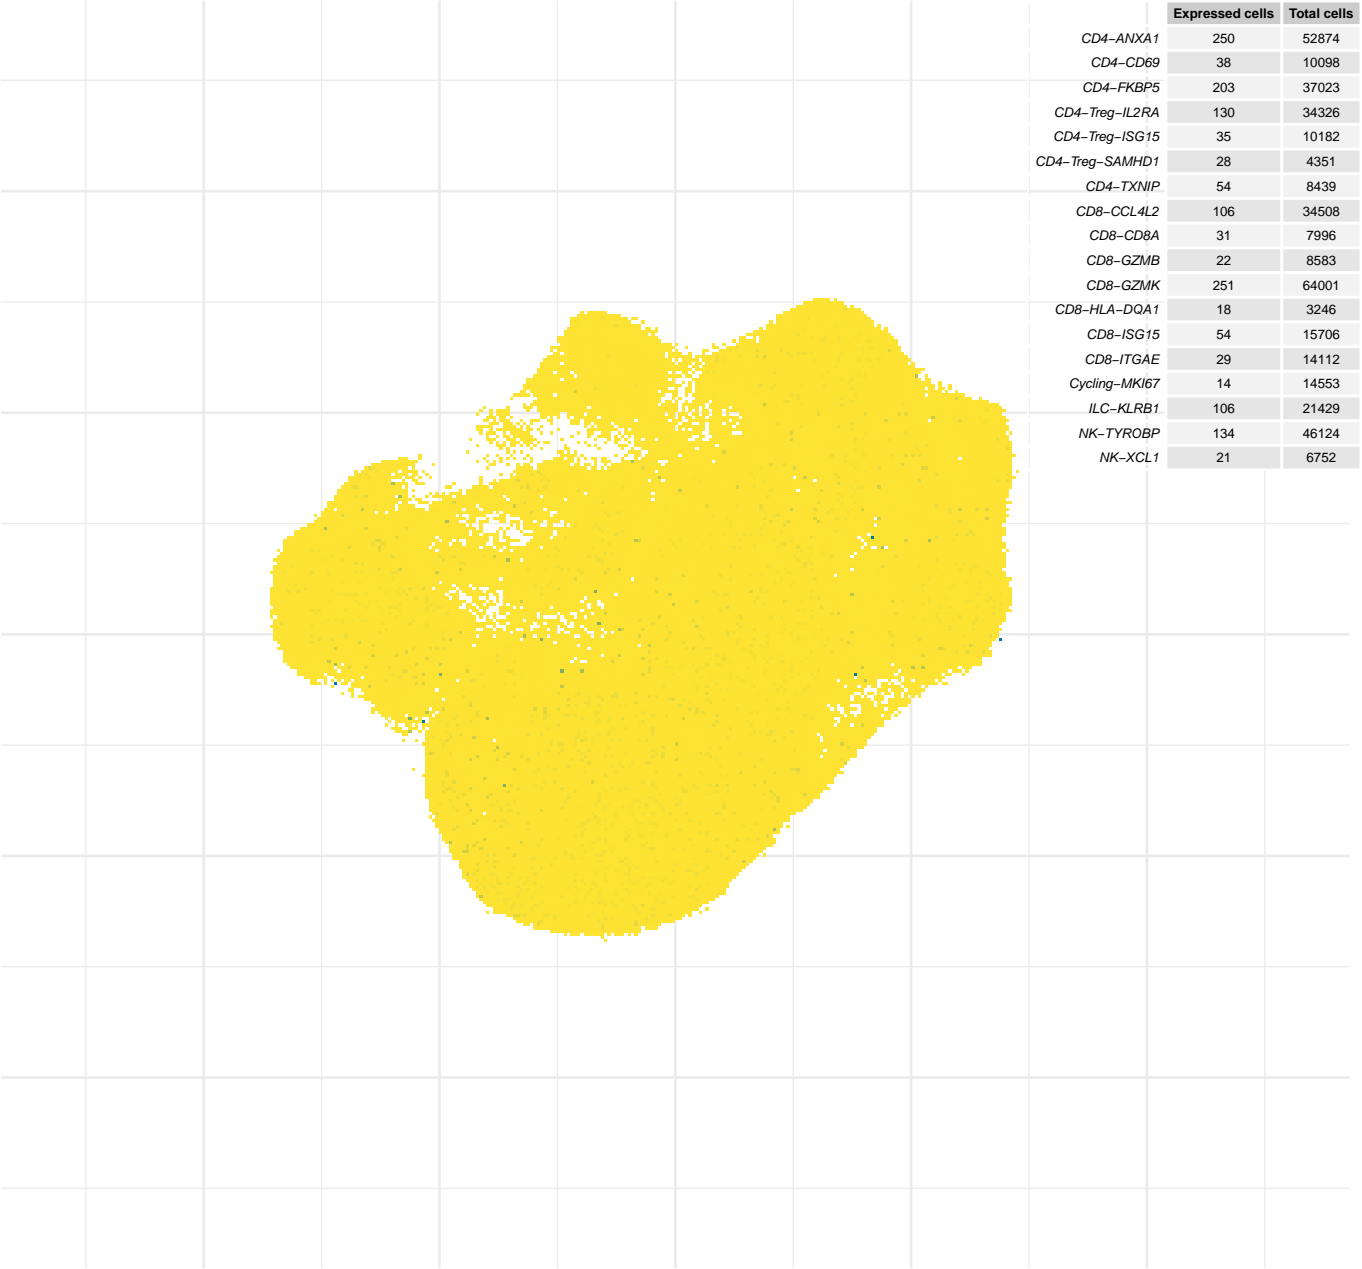 Expressed cells Total cells
CD4−ANXA1 250 52874
CD4−CD69 38 10098
CD4−FKBP5 203 37023
CD4−Treg−IL2RA 130 34326
CD4−Treg−ISG15 35 10182
CD4−Treg−SAMHD1 28 4351
CD4−TXNIP 54 8439
CD8−CCL4L2 106 34508
CD8−CD8A 31 7996
CD8−GZMB 22 8583
CD8−GZMK 251 64001
CD8−HLA−DQA1 18 3246
CD8−ISG15 54 15706
CD8−ITGAE 29 14112
Cycling−MKI67 14 14553
ILC−KLRB1 106 21429
NK−TYROBP 134 46124
NK−XCL1 21 6752